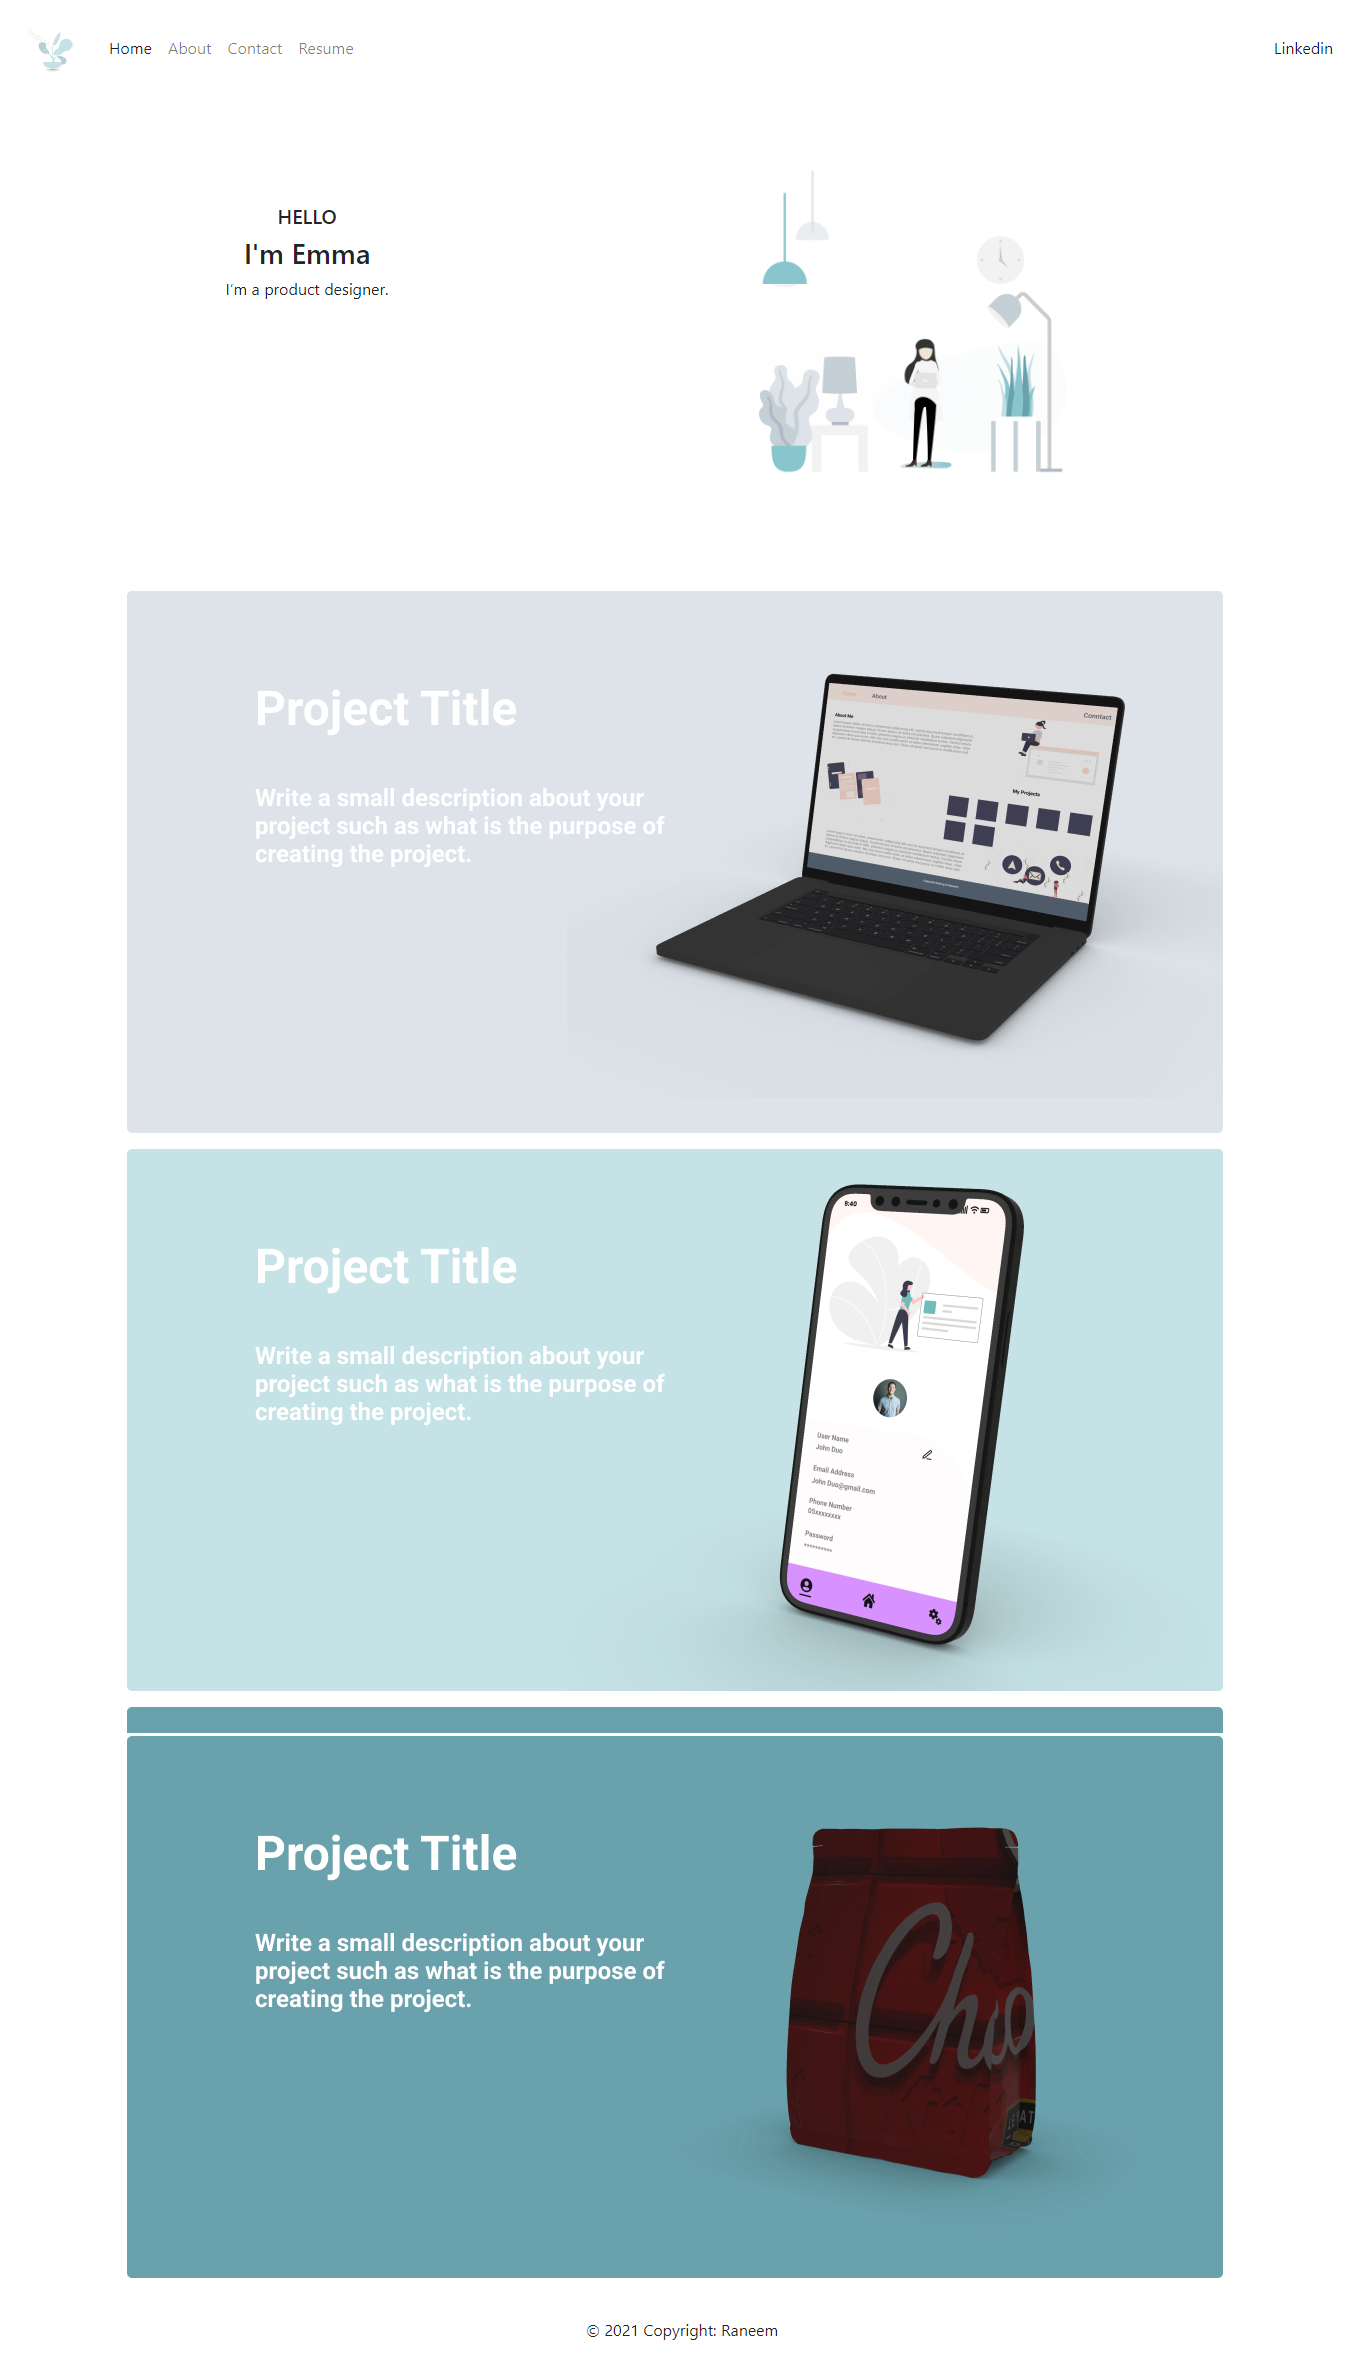 Home About Contact Resume Linkedin
HELLO
I'm Emma
I'm a product designer.
Project Title
Write a small description about your
project such as what is the purpose of
creating the project.
Home About Conntact
About Me
My Projects
Project Title
Write a small description about your
project such as what is the purpose of
creating the project.
9:40
User Name
John Duo
Email Address
John Duo@gmail.com
Phone Number
05xxxxxxxx
Password
**********
Project Title
Write a small description about your
project such as what is the purpose of
creating the project.
© 2021 Copyright: Raneem